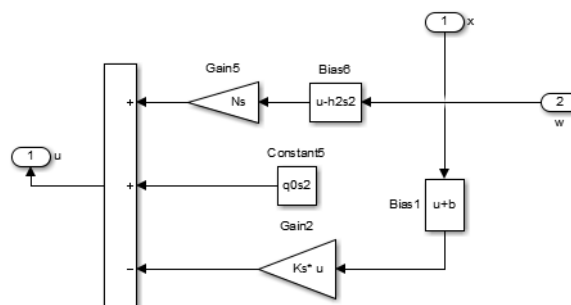 1
x
Gain5
Bias6
+
Ns
u-h2s2
2
w
1
u
Constant5
+
q0s2
Bias1
u+b
Gain2
−
Ks* u